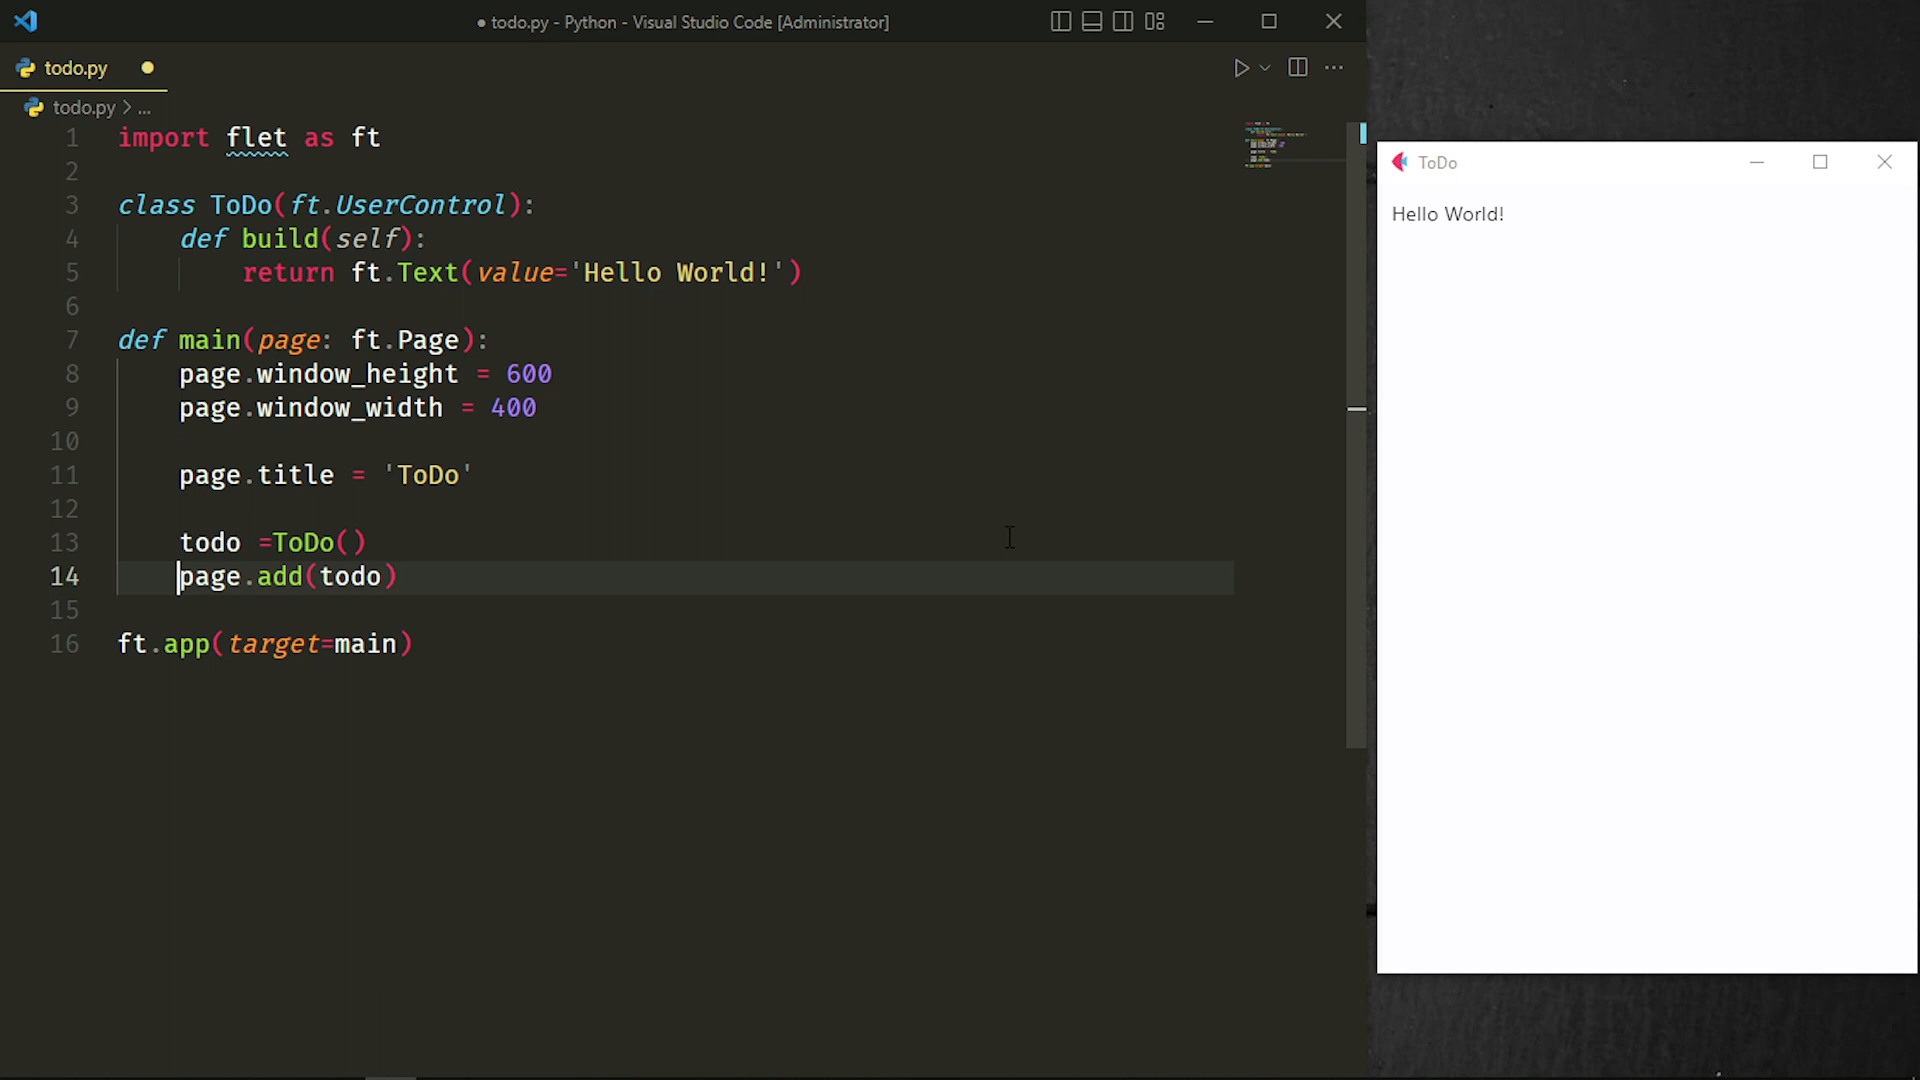 ● todo.py - Python - Visual Studio Code [Administrator]
todo.py ●
todo.py > ...
1 import flet as ft
2
3 class ToDo(ft.UserControl):
4     def build(self):
5         return ft.Text(value='Hello World!')
6
7 def main(page: ft.Page):
8     page.window_height = 600
9     page.window_width = 400
10
11     page.title = 'ToDo'
12
13     todo =ToDo()
14     page.add(todo)
15
16 ft.app(target=main)
ToDo
Hello World!